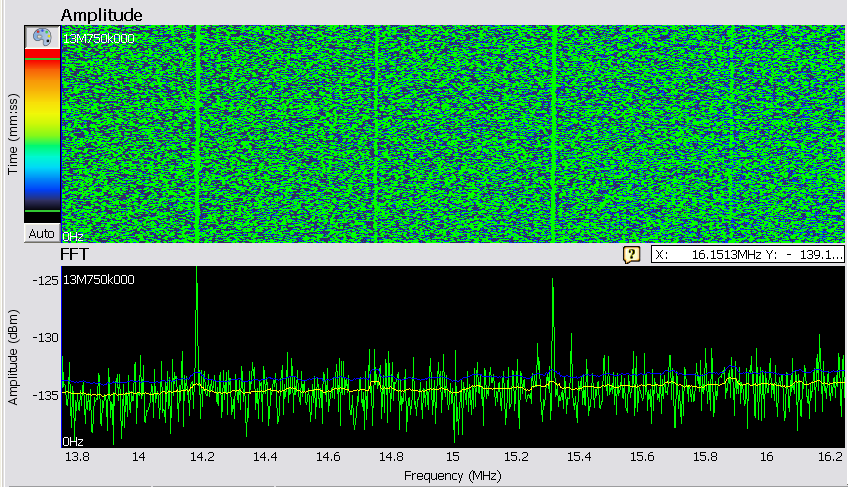 Amplitude
13M750k000
Time (mm:ss)
Auto
0Hz
FFT
?
X: 16.1513MHz Y: - 139.1...
13M750k000
-125
-130
-135
Amplitude (dBm)
0Hz
13.8 14 14.2 14.4 14.6 14.8 15 15.2 15.4 15.6 15.8 16 16.2
Frequency (MHz)